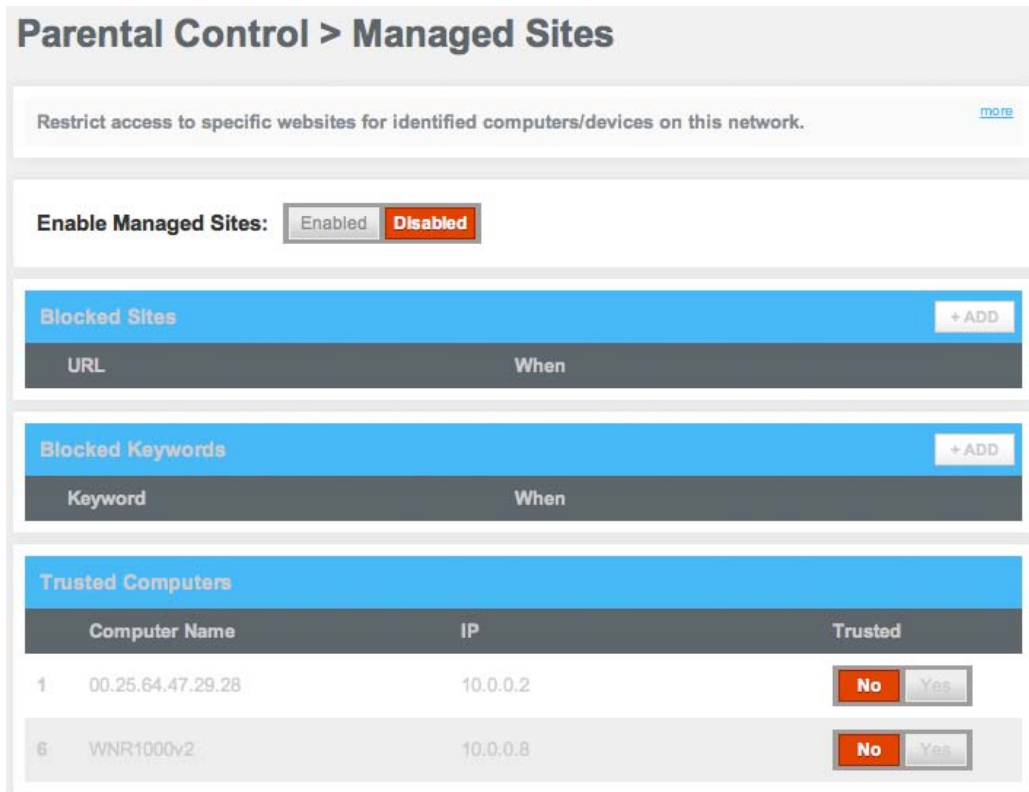 Parental Control > Managed Sites
Restrict access to specific websites for identified computers/devices on this network. more
Enable Managed Sites: Enabled Disabled
Blocked Sites + ADD
URL When
Blocked Keywords + ADD
Keyword When
Trusted Computers
Computer Name IP Trusted
1 00.25.64.47.29.28 10.0.0.2 No Yes
6 WNR1000v2 10.0.0.8 No Yes